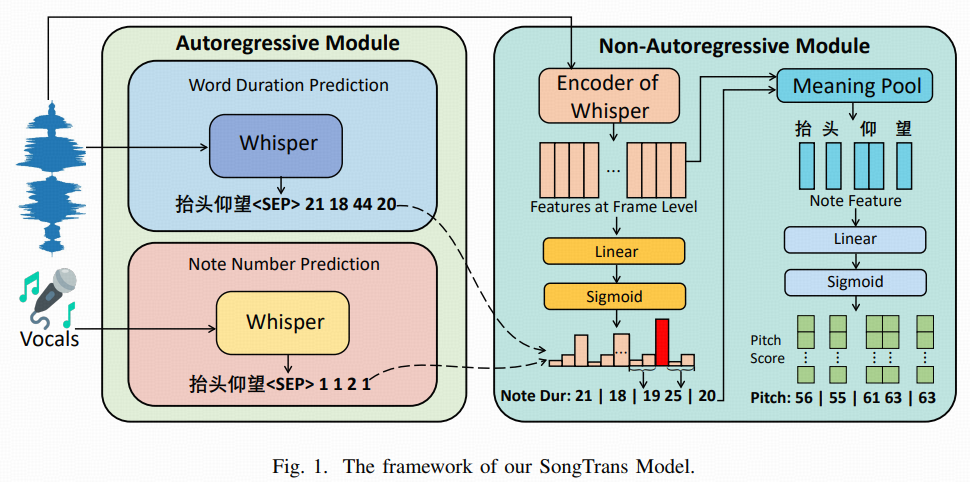 Autoregressive Module
Word Duration Prediction
Whisper
抬头仰望<SEP> 21 18 44 20
Note Number Prediction
Whisper
抬头仰望<SEP> 1 1 2 1
Vocals
Non-Autoregressive Module
Encoder of
Whisper
...
Features at Frame Level
Linear
Sigmoid
...
Note Dur: 21 | 18 | 19 25 | 20
Meaning Pool
抬 头 仰 望
Note Feature
Linear
Sigmoid
Pitch
Score
Pitch: 56 | 55 | 61 63 | 63
Fig. 1. The framework of our SongTrans Model.